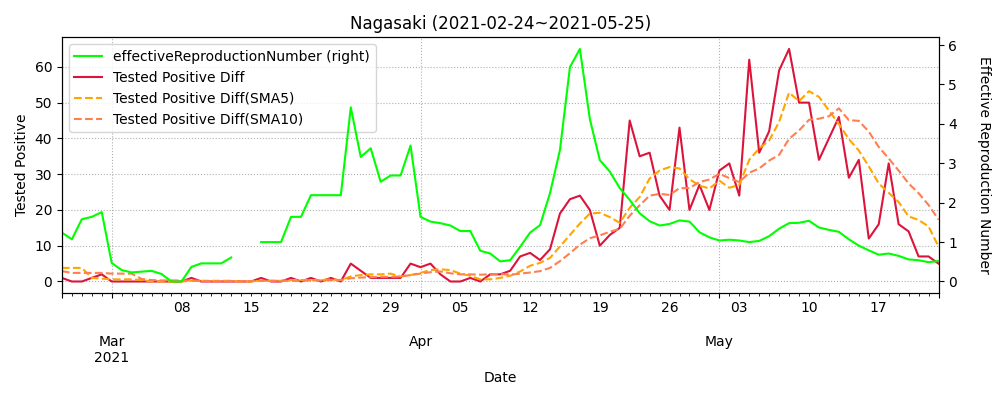 Nagasaki (2021-02-24~2021-05-25)
effectiveReproductionNumber (right)
Tested Positive Diff
Tested Positive Diff(SMA5)
Tested Positive Diff(SMA10)
Tested Positive
60
50
40
30
20
10
0
Effective Reproduction Number
6
5
4
3
2
1
0
08 15 22 29 05 12 19 26 03 10 17
Mar Apr May
2021
Date